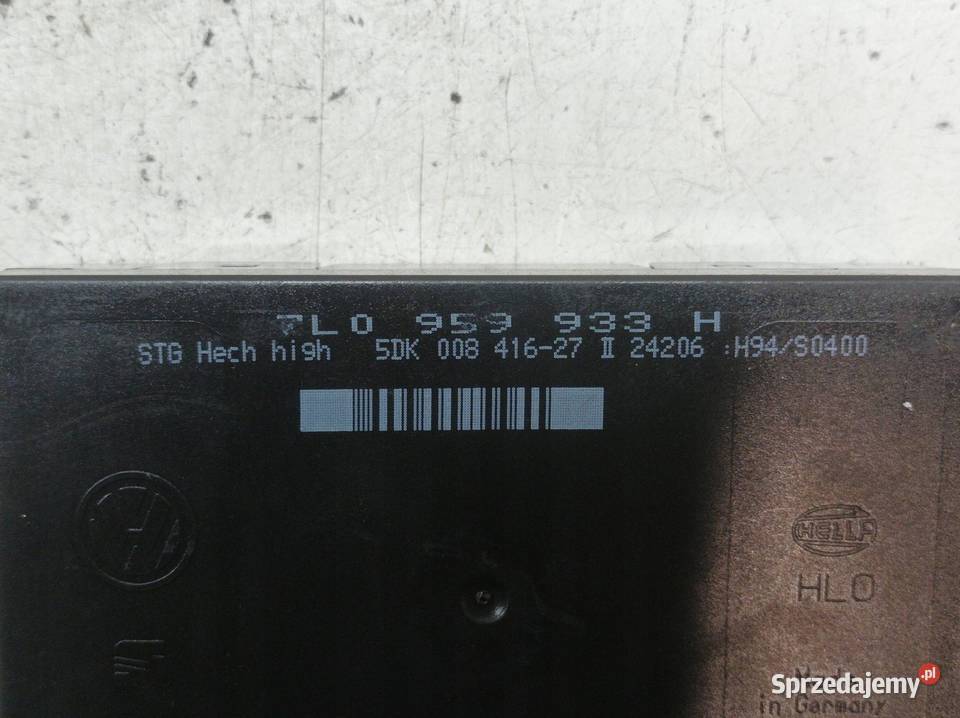 7L0 959 933 H
STG Hech high 5DK 008 416-27 II 24206 :H94/S0400
HELLA
HLO
Made
in Germany
Sprzedajemy.pl